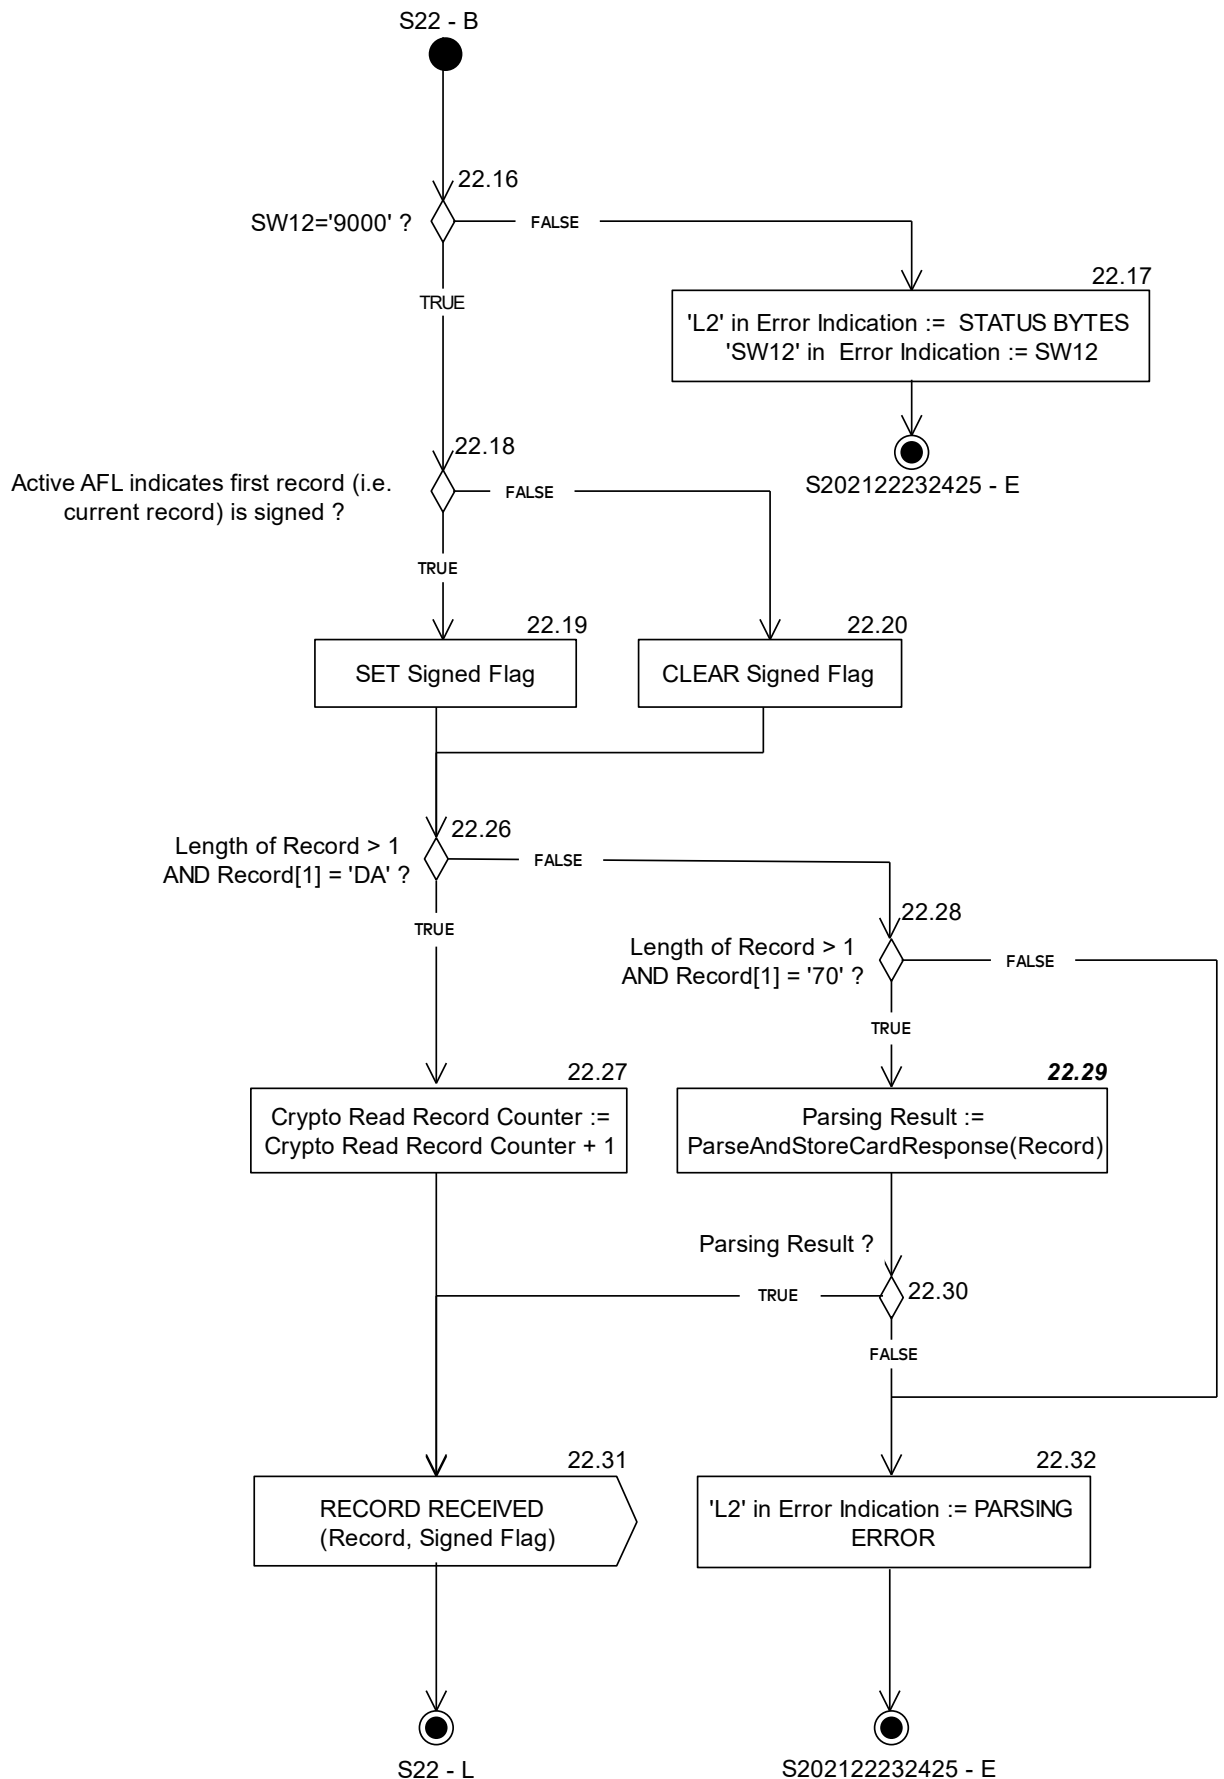 S22 - B
22.16
SW12='9000' ?
FALSE
22.17
TRUE
'L2' in Error Indication := STATUS BYTES
'SW12' in Error Indication := SW12
22.18
Active AFL indicates first record (i.e.
current record) is signed ?
FALSE
S202122232425 - E
TRUE
22.19
22.20
SET Signed Flag
CLEAR Signed Flag
22.26
Length of Record > 1
AND Record[1] = 'DA' ?
FALSE
TRUE
22.28
Length of Record > 1
AND Record[1] = '70' ?
FALSE
TRUE
22.27
22.29
Crypto Read Record Counter :=
Crypto Read Record Counter + 1
Parsing Result :=
ParseAndStoreCardResponse(Record)
Parsing Result ?
TRUE
22.30
FALSE
22.31
22.32
RECORD RECEIVED
(Record, Signed Flag)
'L2' in Error Indication := PARSING
ERROR
S22 - L
S202122232425 - E